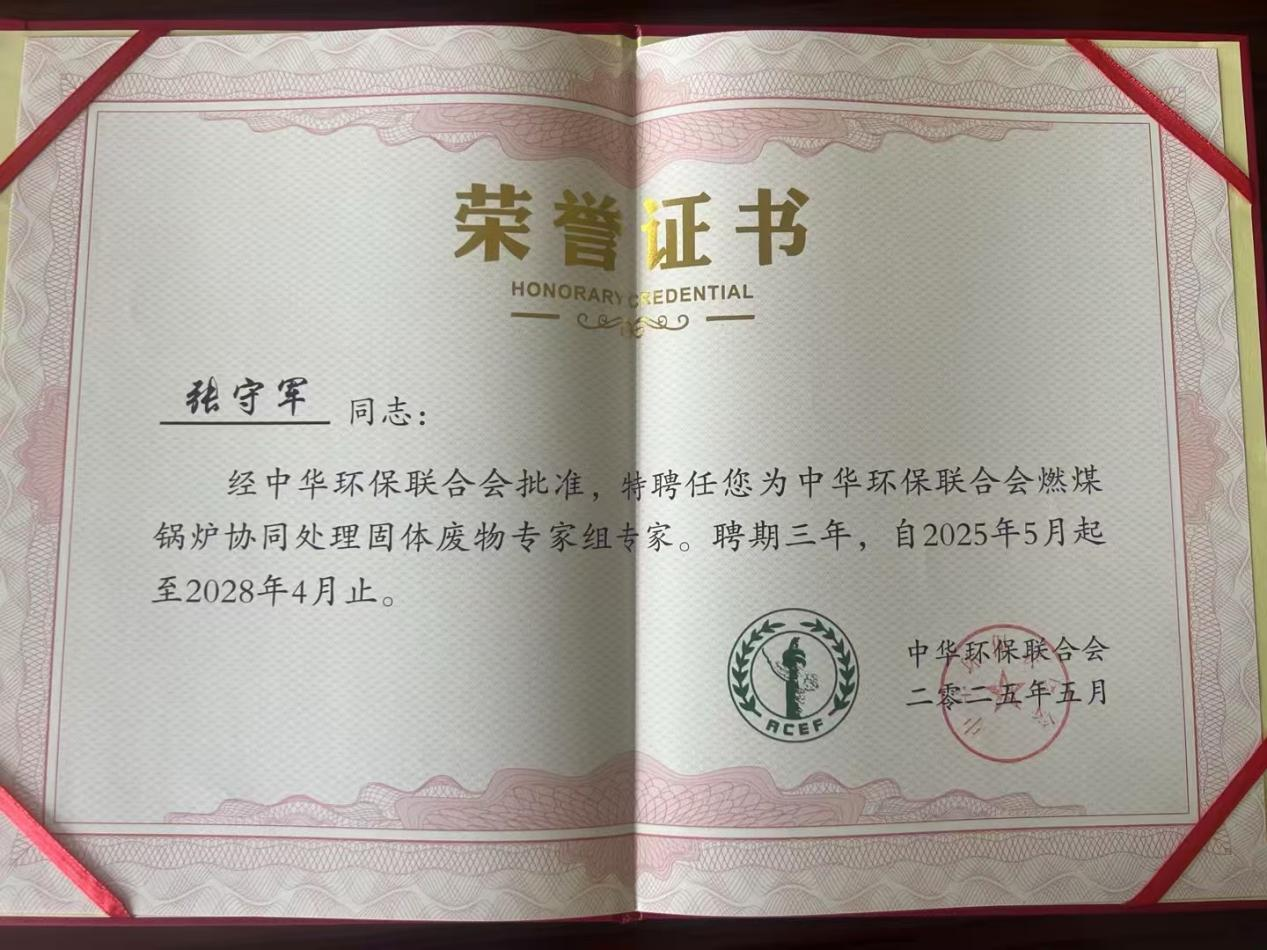 荣誉证书
HONORARY CREDENTIAL
张守军 同志：
经中华环保联合会批准，特聘任您为中华环保联合会燃煤
锅炉协同处理固体废物专家组专家。聘期三年，自2025年5月起
至2028年4月止。
ACEF
中华环保联合会
二零二五年五月